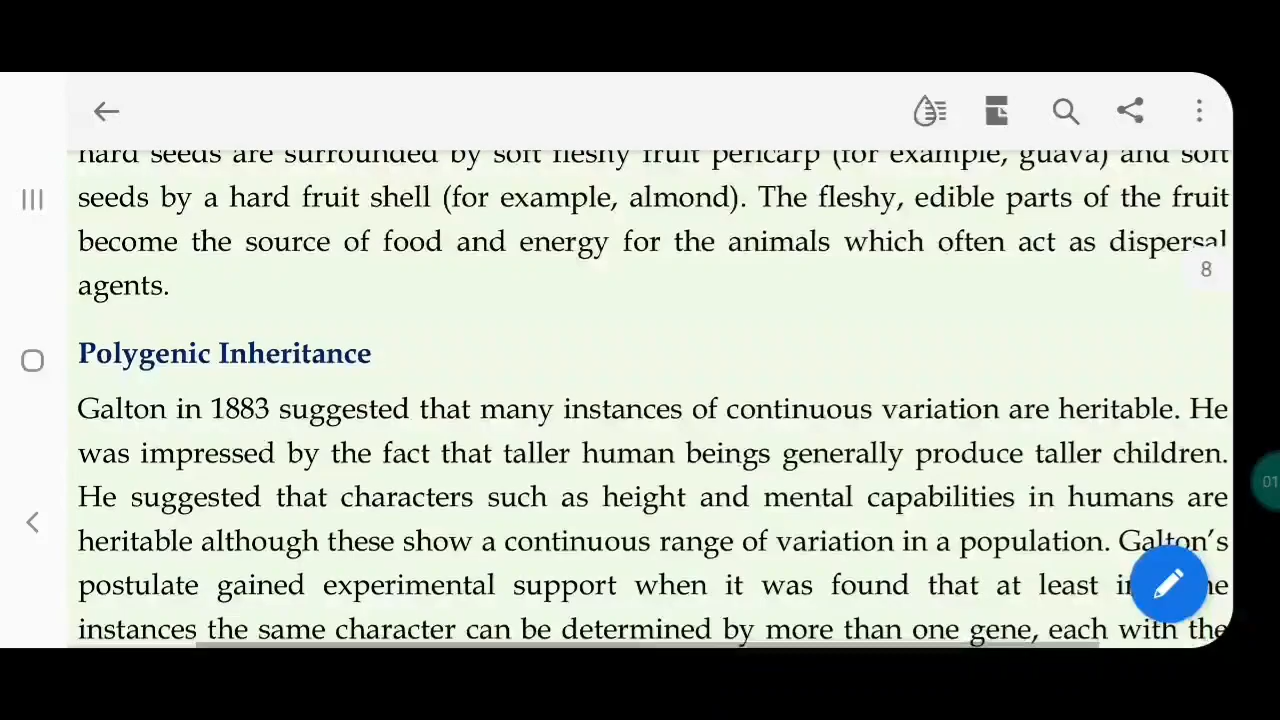 hard seeds are surrounded by soft fleshy fruit pericarp (for example, guava) and soft
seeds by a hard fruit shell (for example, almond). The fleshy, edible parts of the fruit
become the source of food and energy for the animals which often act as dispersal
8
agents.
Polygenic Inheritance
Galton in 1883 suggested that many instances of continuous variation are heritable. He
was impressed by the fact that taller human beings generally produce taller children.
He suggested that characters such as height and mental capabilities in humans are
01
heritable although these show a continuous range of variation in a population. Galton's
postulate gained experimental support when it was found that at least
instances the same character can be determined by more than one gene, each with the